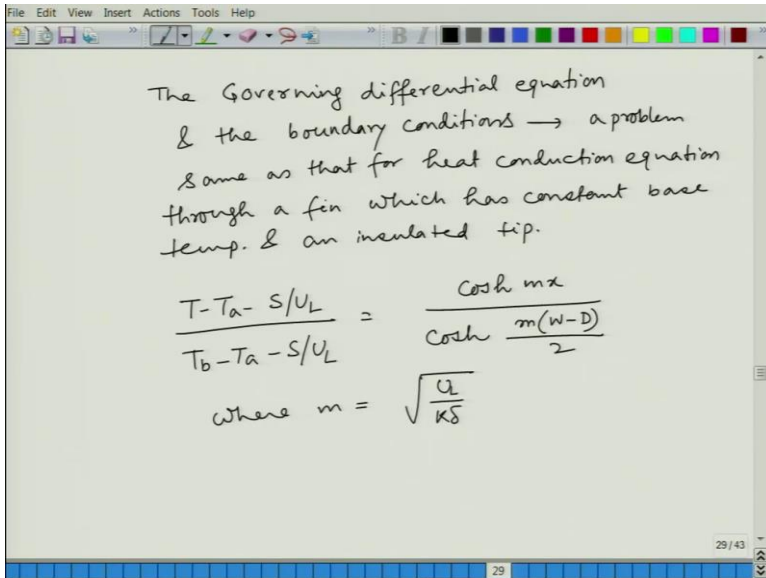 File Edit View Insert Actions Tools Help
B I
The Governing differential equation
& the boundary conditions → a problem
same as that for heat conduction equation
through a fin which has constant base
temp. & an insulated tip.
T-Ta- S/UL / Tb-Ta-S/UL = cosh mx / cosh m(W-D)/2
where m = √UL/Kδ
29/43
29